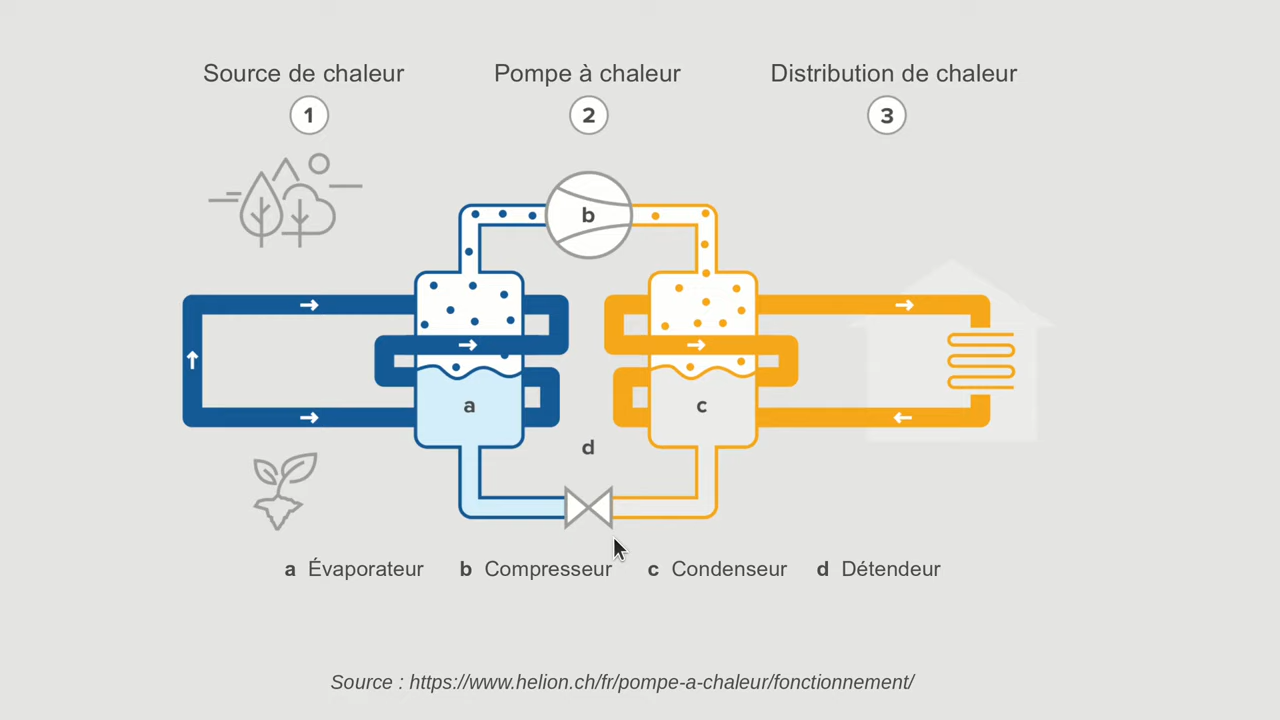 Source de chaleur Pompe à chaleur Distribution de chaleur
1 2 3
b
a c
d
a Évaporateur b Compresseur c Condenseur d Détendeur
Source : https://www.helion.ch/fr/pompe-a-chaleur/fonctionnement/